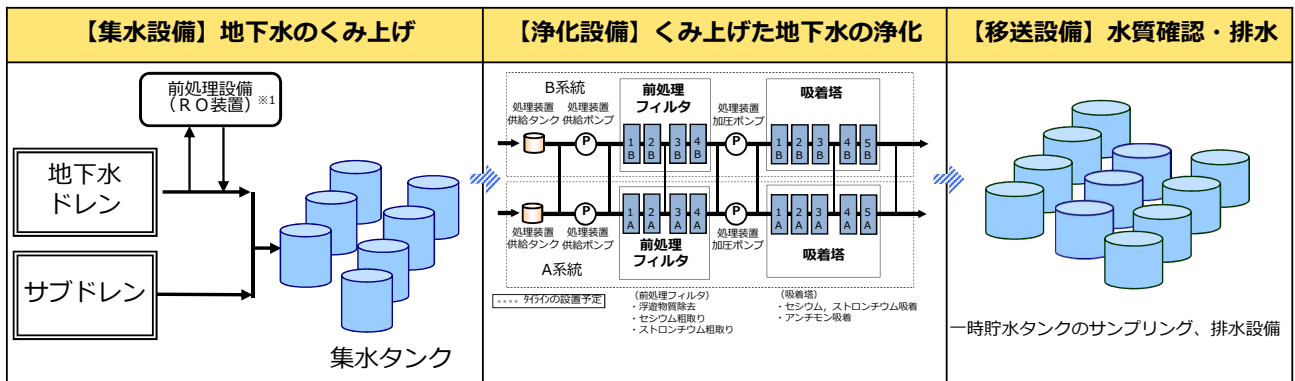 【集水設備】地下水のくみ上げ
前処理設備
（ＲＯ装置）※1
地下水
ドレン
サブドレン
集水タンク
【浄化設備】くみ上げた地下水の浄化
B系統
処理装置
供給タンク
処理装置
供給ポンプ
前処理
フィルタ
処理装置
加圧ポンプ
吸着塔
P
1B 2B 3B 4B
P
1B 2B 3B 4B 5B
P
1A 2A 3A 4A
P
1A 2A 3A 4A 5A
処理装置
供給タンク
処理装置
供給ポンプ
前処理
フィルタ
処理装置
加圧ポンプ
吸着塔
A系統
ﾀｲﾗｲﾝの設置予定
（前処理フィルタ）
・浮遊物質除去
・セシウム粗取り
・ストロンチウム粗取り
（吸着塔）
・セシウム，ストロンチウム吸着
・アンチモン吸着
【移送設備】水質確認・排水
一時貯水タンクのサンプリング、排水設備